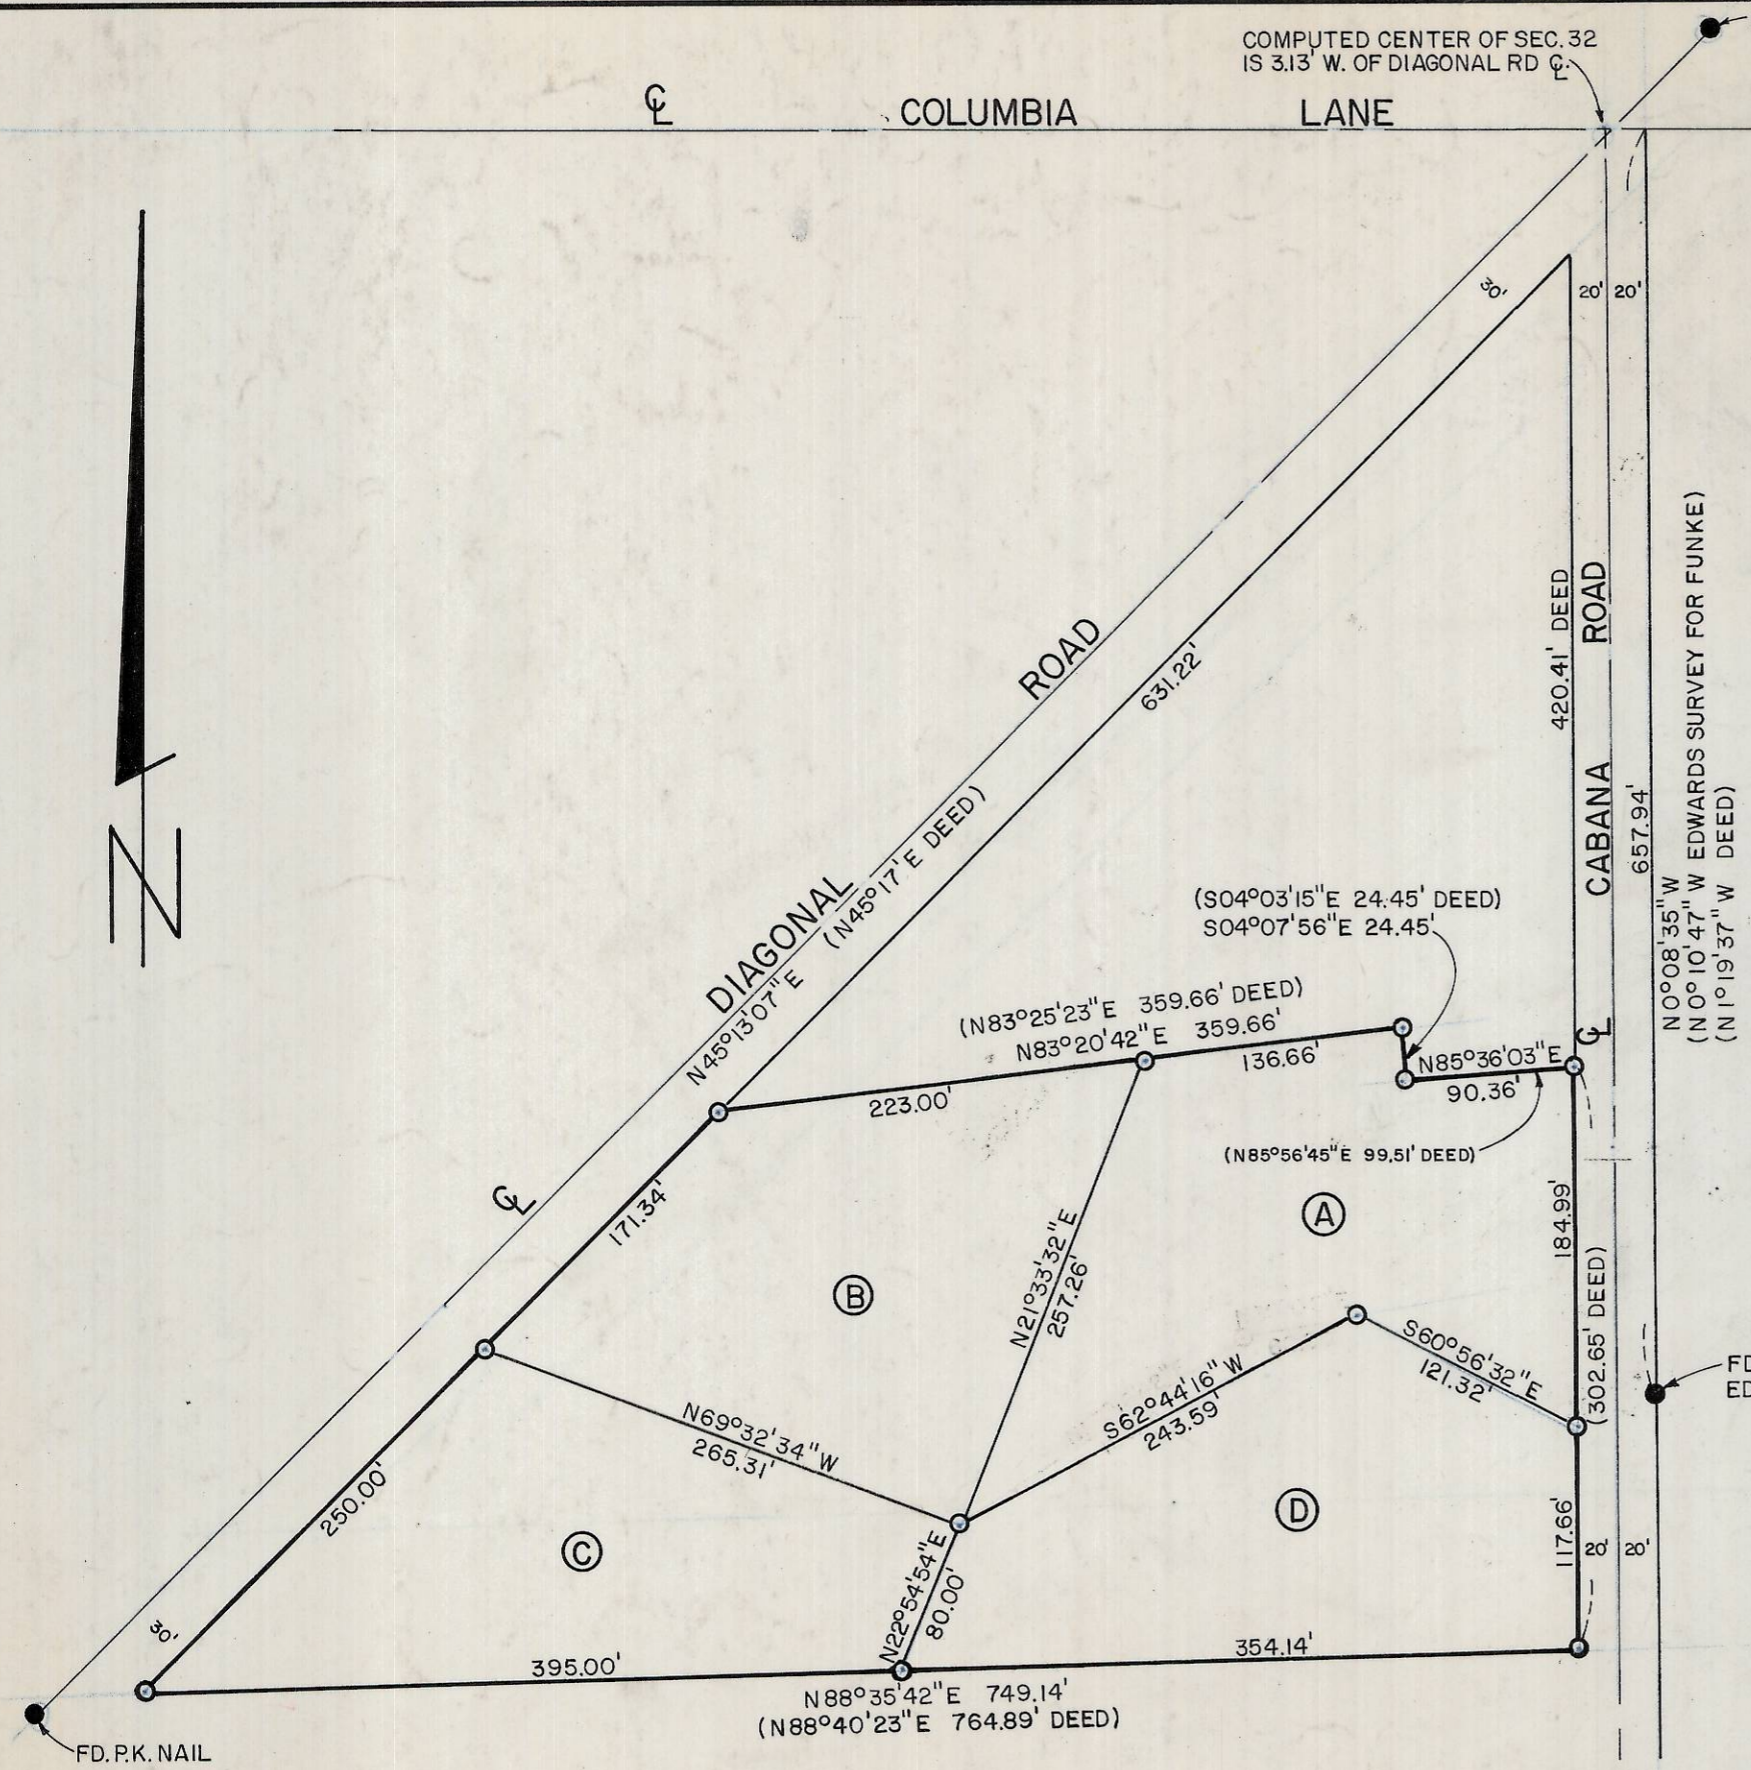 COMPUTED CENTER OF SEC. 32
IS 3.13' W. OF DIAGONAL RD ℄
℄ COLUMBIA LANE
30'
20' 20'
N
DIAGONAL ROAD
℄
N45°13'07"E (N45°17'E DEED)
631.22'
420.41' DEED
CABANA ROAD
℄
657.94'
N0°08'35"W
(N0°10'47"W EDWARDS SURVEY FOR FUNKE)
(N1°19'37"W DEED)
(S04°03'15"E 24.45' DEED)
S04°07'56"E 24.45'
(N83°25'23"E 359.66' DEED)
N83°20'42"E 359.66'
136.66'
223.00'
N85°36'03"E
90.36'
(N85°56'45"E 99.51' DEED)
171.34'
A
B
184.99'
(302.65' DEED)
N21°33'32"E
257.26'
S60°56'32"E
121.32'
S62°44'16"W
243.59'
FD
ED
N69°32'34"W
265.31'
250.00'
C
D
117.66'
20' 20'
N22°54'54"E
80.00'
30'
395.00'
354.14'
N88°35'42"E 749.14'
(N88°40'23"E 764.89' DEED)
FD. P.K. NAIL